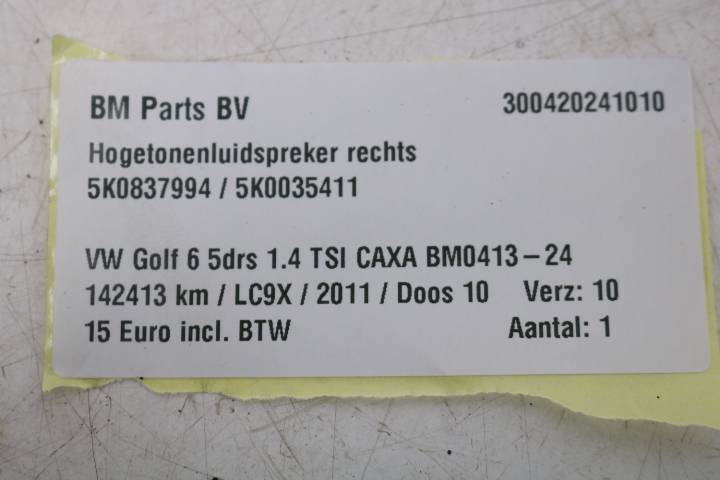 BM Parts BV 300420241010
Hogetonenluidspreker rechts
5K0837994 / 5K0035411
VW Golf 6 5drs 1.4 TSI CAXA BM0413-24
142413 km / LC9X / 2011 / Doos 10 Verz: 10
15 Euro incl. BTW Aantal: 1